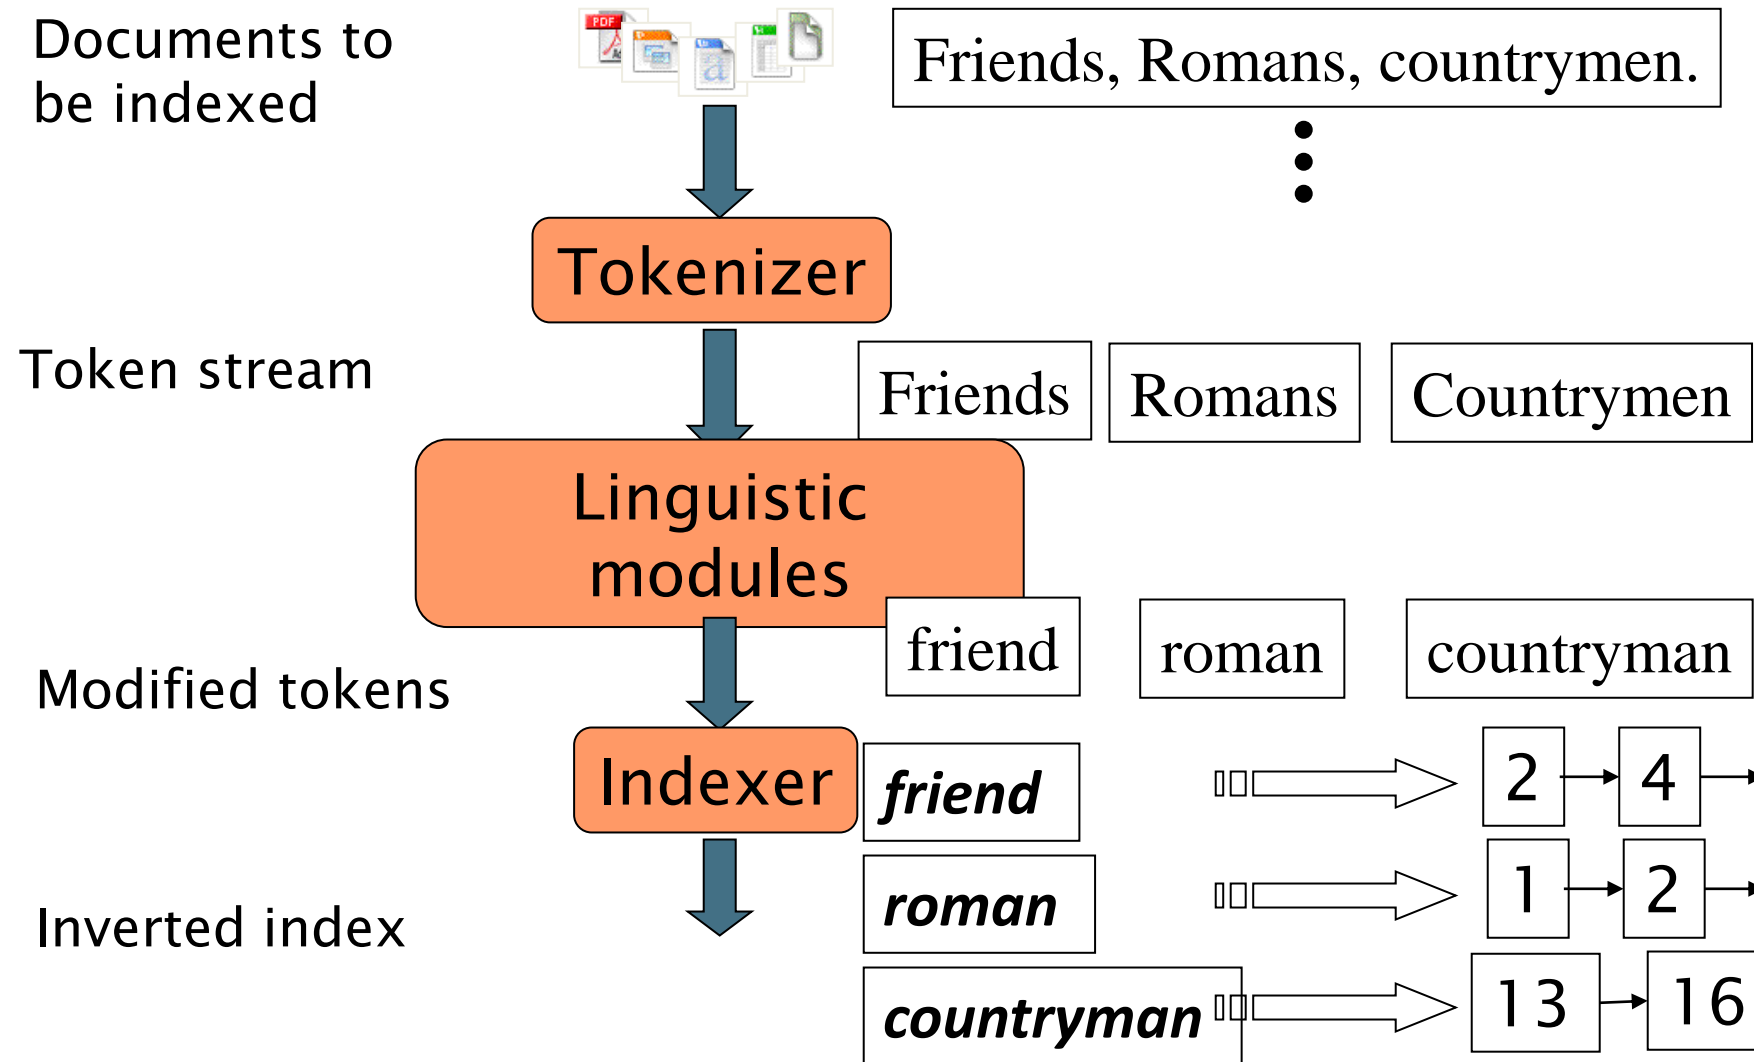 Documents to
be indexed
PDF
a
Friends, Romans, countrymen.
Tokenizer
Token stream
Friends
Romans
Countrymen
Linguistic
modules
friend
roman
countryman
Modified tokens
Indexer
friend
2
4
roman
1
2
Inverted index
countryman
13
16